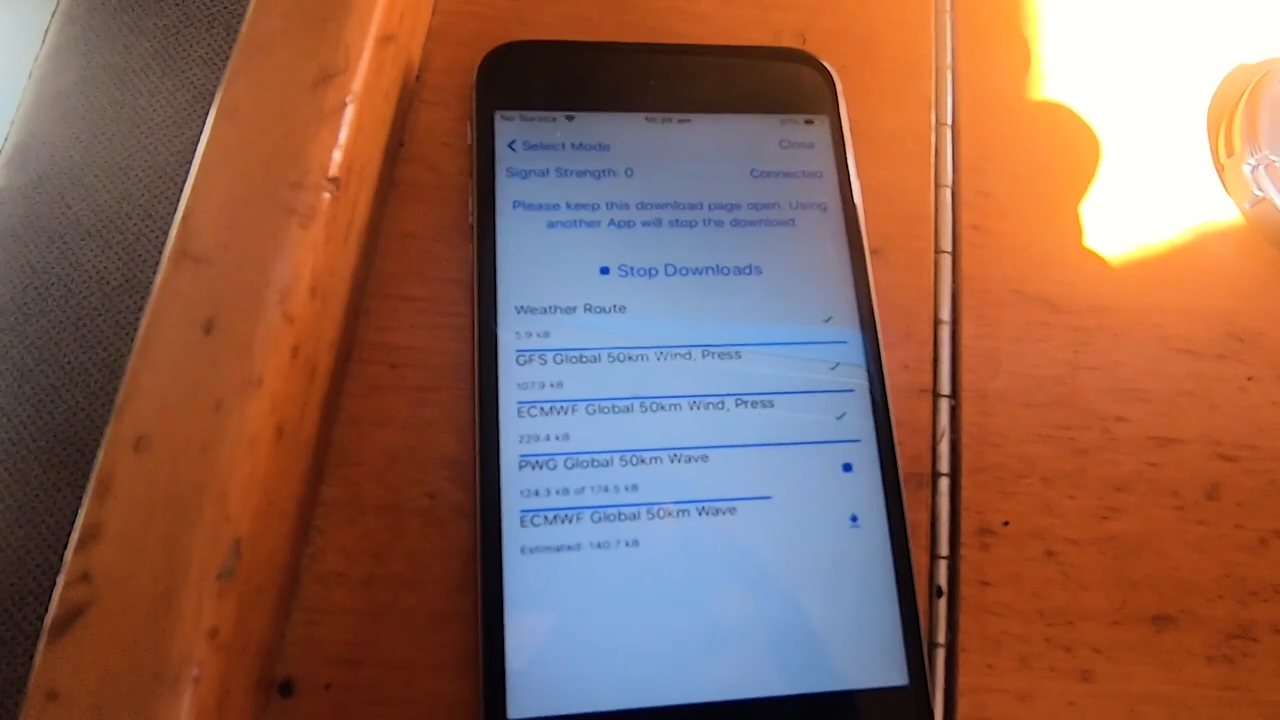 No Service
Select Mode Close
Signal Strength: 0 Connected
Please keep this download page open. Using
another App will stop the download.
Stop Downloads
Weather Route
5.9 kB
GFS Global 50km Wind, Press
107.9 kB
ECMWF Global 50km Wind, Press
229.4 kB
PWG Global 50km Wave
124.3 kB of 174.5 kB
ECMWF Global 50km Wave
Estimated: 140.7 kB